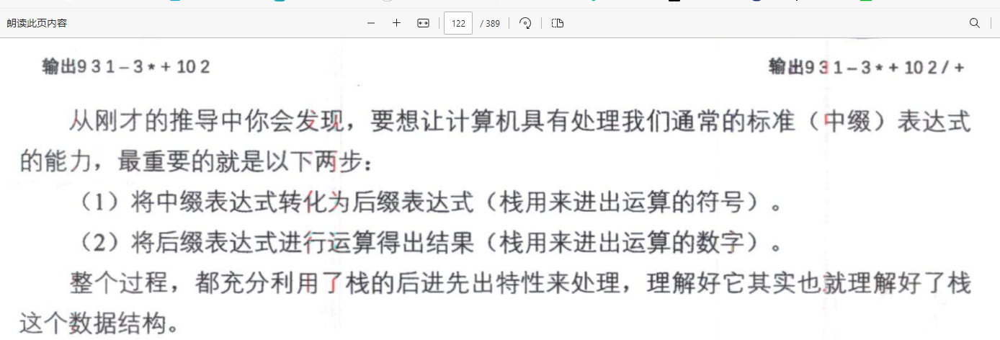 朗读此页内容
122 / 389
输出9 3 1 – 3 * + 10 2
输出9 3 1 – 3 * + 10 2 / +
从刚才的推导中你会发现，要想让计算机具有处理我们通常的标准（中缀）表达式
的能力，最重要的就是以下两步：
（1）将中缀表达式转化为后缀表达式（栈用来进出运算的符号）。
（2）将后缀表达式进行运算得出结果（栈用来进出运算的数字）。
整个过程，都充分利用了栈的后进先出特性来处理，理解好它其实也就理解好了栈
这个数据结构。